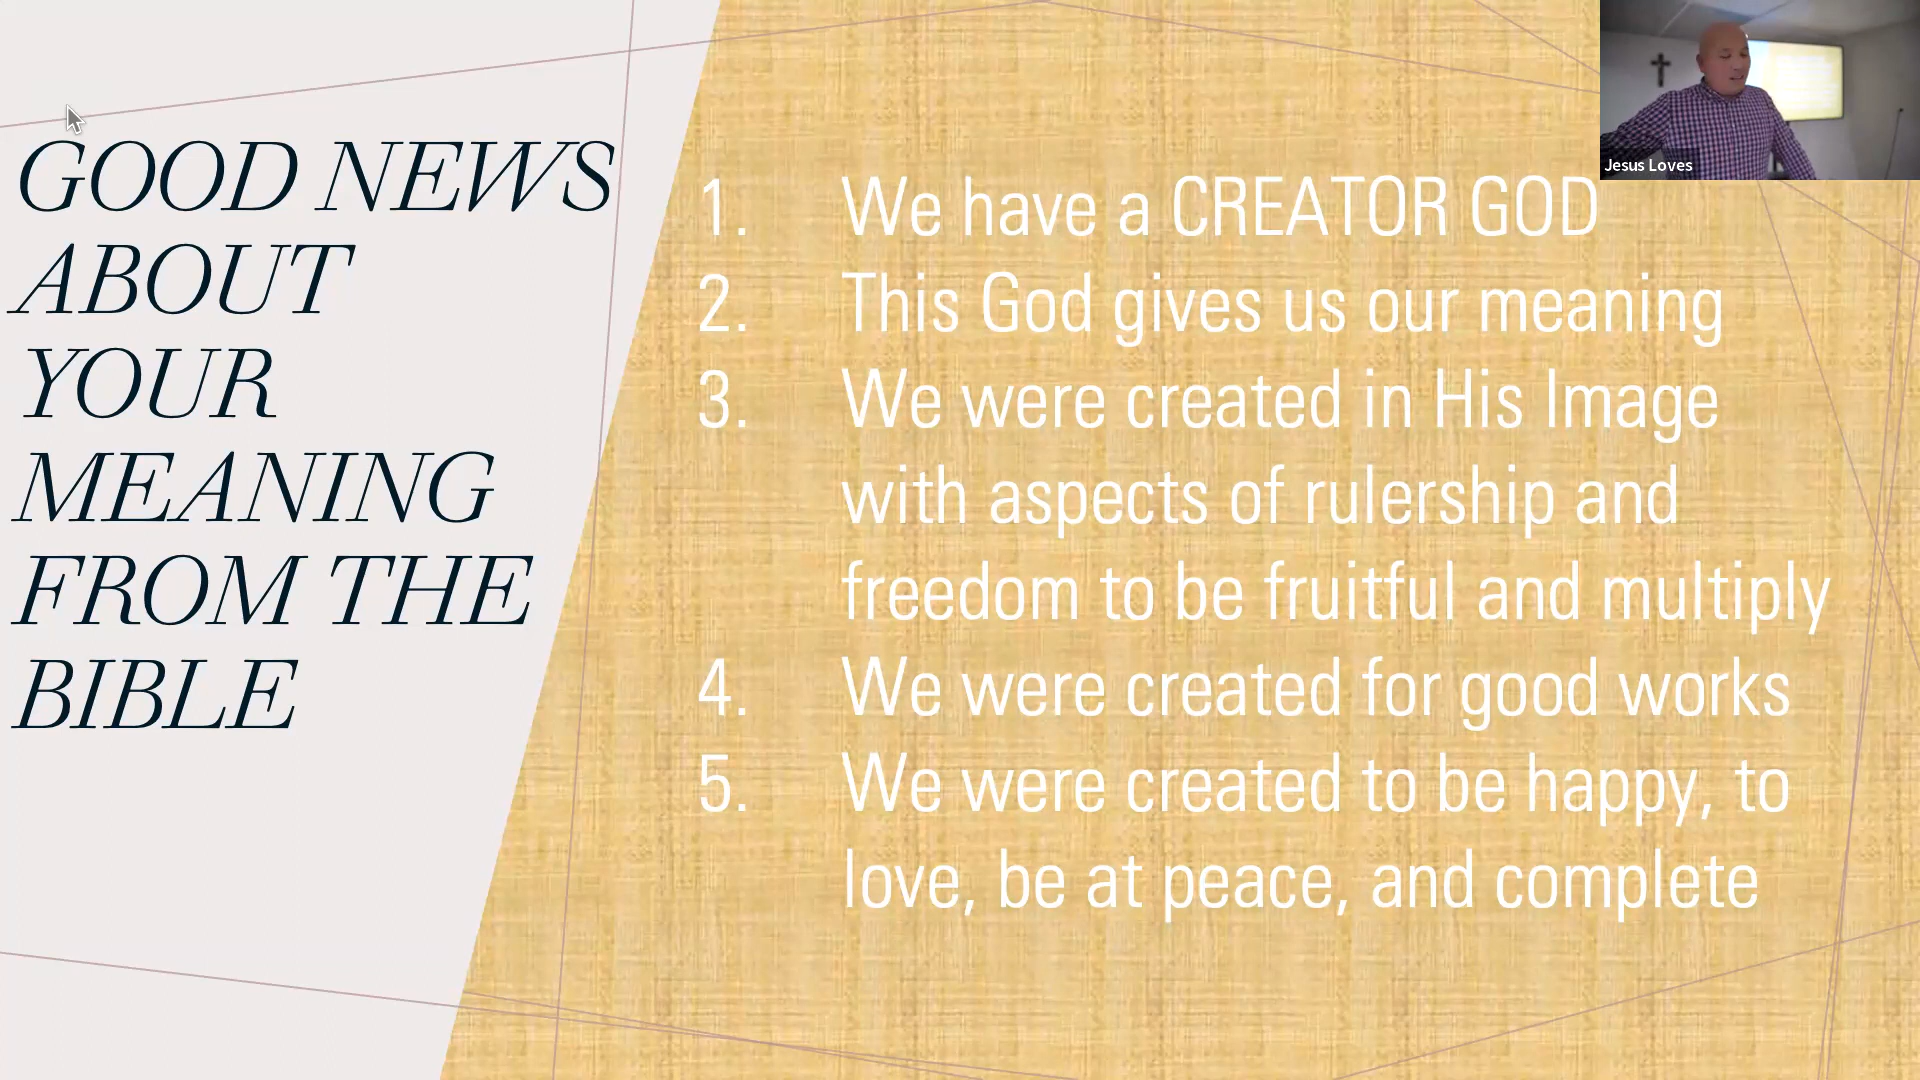 GOOD NEWS
ABOUT
YOUR
MEANING
FROM THE
BIBLE
1. We have a CREATOR GOD
2. This God gives us our meaning
3. We were created in His Image
with aspects of rulership and
freedom to be fruitful and multiply
4. We were created for good works
5. We were created to be happy, to
love, be at peace, and complete
Jesus Loves